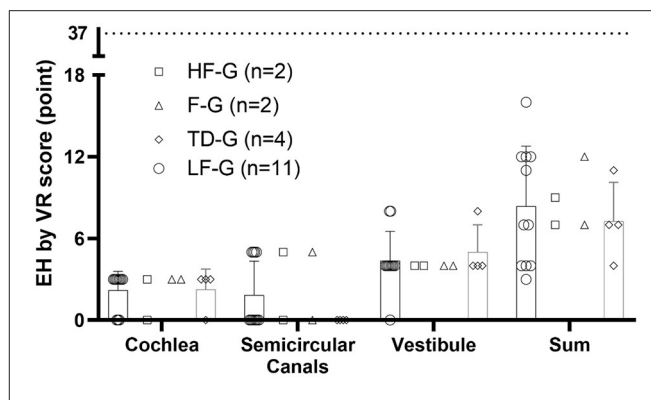 EH by VR score (point)
37
18
12
6
0
HF-G (n=2)
F-G (n=2)
TD-G (n=4)
LF-G (n=11)
Cochlea
Semicircular
Canals
Vestibule
Sum